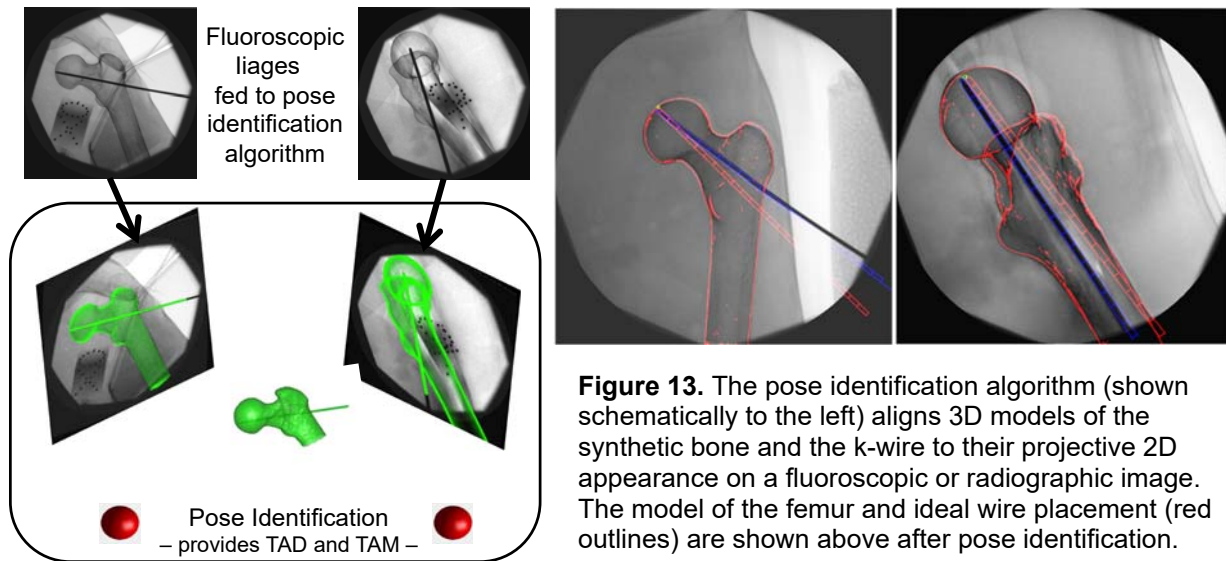 Fluoroscopic
liages
fed to pose
identification
algorithm
Pose Identification
– provides TAD and TAM –
Figure 13. The pose identification algorithm (shown
schematically to the left) aligns 3D models of the
synthetic bone and the k-wire to their projective 2D
appearance on a fluoroscopic or radiographic image.
The model of the femur and ideal wire placement (red
outlines) are shown above after pose identification.